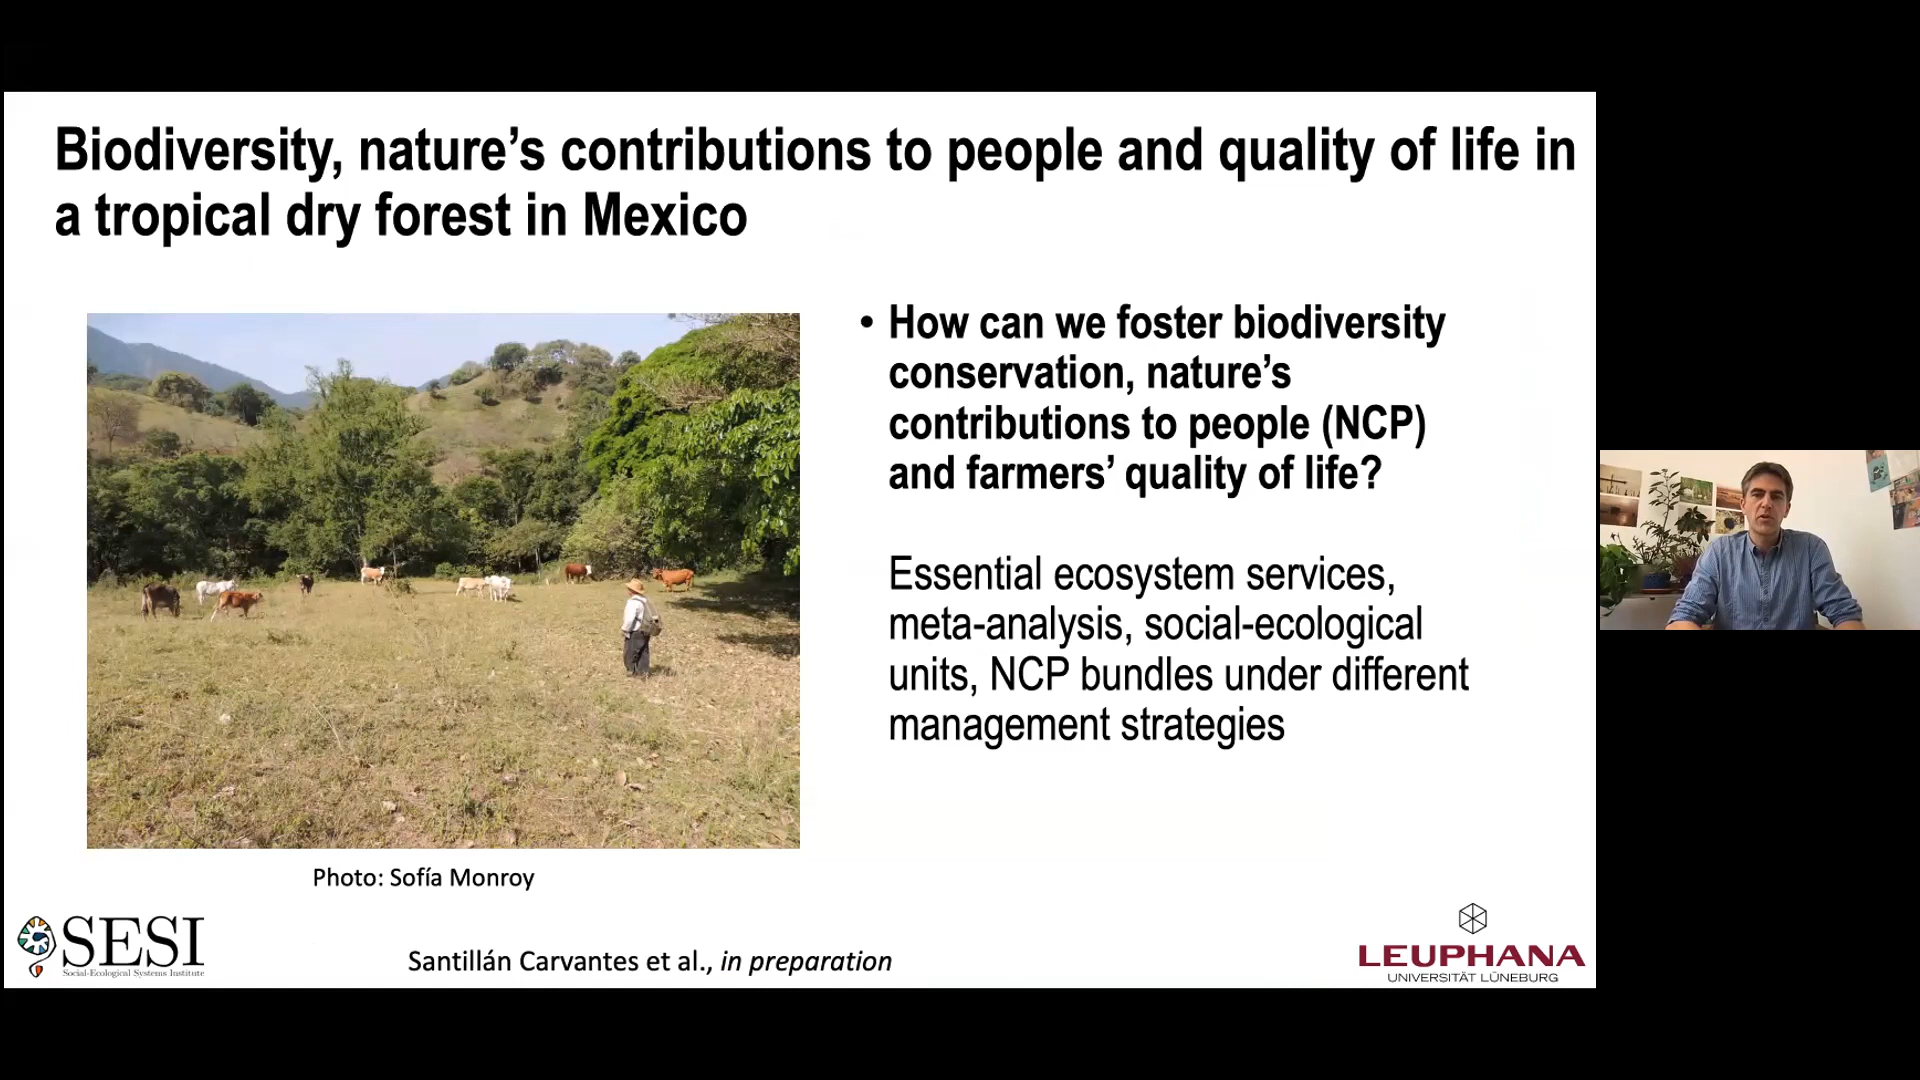 Biodiversity, nature’s contributions to people and quality of life in
a tropical dry forest in Mexico
• How can we foster biodiversity
conservation, nature’s
contributions to people (NCP)
and farmers’ quality of life?
Essential ecosystem services,
meta-analysis, social-ecological
units, NCP bundles under different
management strategies
Photo: Sofía Monroy
SESI
Social-Ecological Systems Institute
Santillán Carvantes et al., in preparation
LEUPHANA
UNIVERSITÄT LÜNEBURG